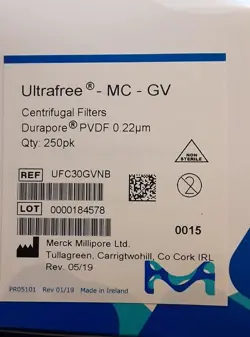 Ultrafree® - MC - GV
Centrifugal Filters
Durapore® PVDF 0.22µm
Qty: 250pk
NON
STERILE
REF UFC30GVNB
LOT 0000184578
2
0015
Merck Millipore Ltd.
Tullagreen, Carrigtwohill, Co Cork IRL
Rev. 05/19
PR05101 Rev 01/18 Made in Ireland.
M